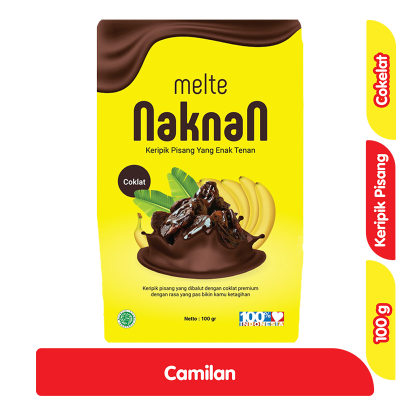 melte
NaknaN
Keripik Pisang Yang Enak Tenan
Coklat
Keripik pisang yang dibalut dengan coklat premium
dengan rasa yang pas bikin kamu ketagihan
Netto : 100 gr
100%
INDONESIA
Cokelat
Keripik Pisang
100 g
Camilan